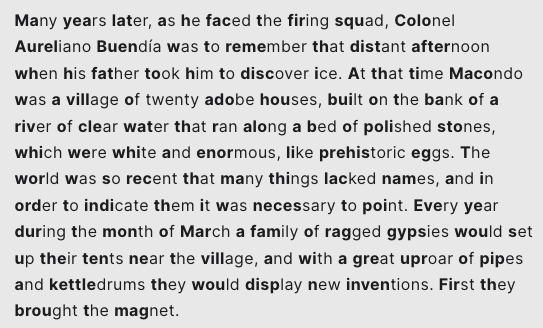 Many years later, as he faced the firing squad, Colonel
Aureliano Buendía was to remember that distant afternoon
when his father took him to discover ice. At that time Macondo
was a village of twenty adobe houses, built on the bank of a
river of clear water that ran along a bed of polished stones,
which were white and enormous, like prehistoric eggs. The
world was so recent that many things lacked names, and in
order to indicate them it was necessary to point. Every year
during the month of March a family of ragged gypsies would set
up their tents near the village, and with a great uproar of pipes
and kettledrums they would display new inventions. First they
brought the magnet.